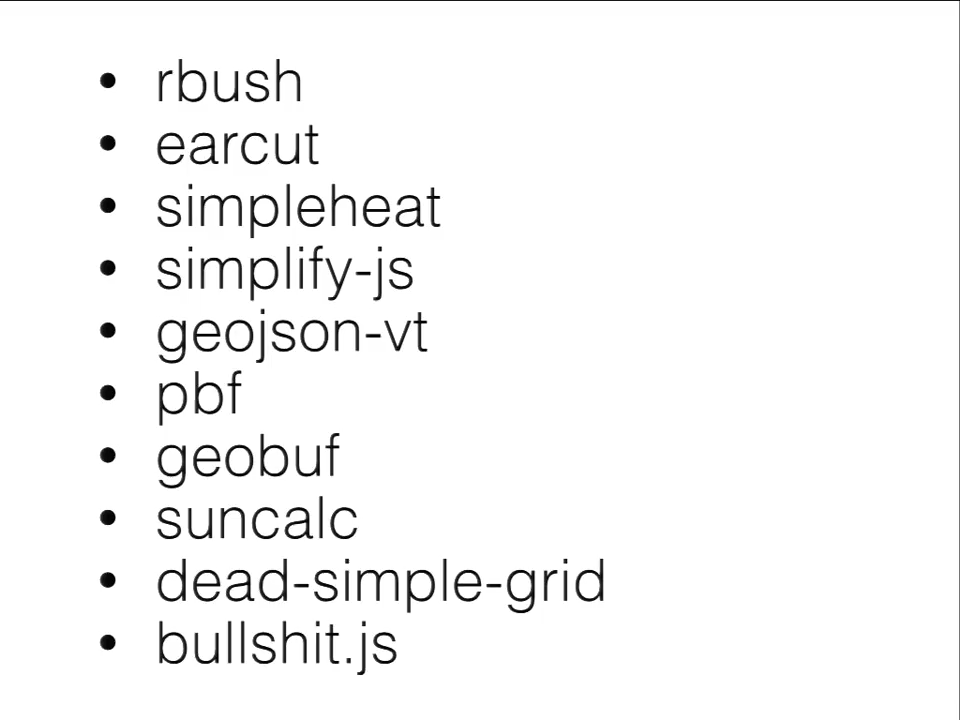 • rbush
• earcut
• simpleheat
• simplify-js
• geojson-vt
• pbf
• geobuf
• suncalc
• dead-simple-grid
• bullshit.js